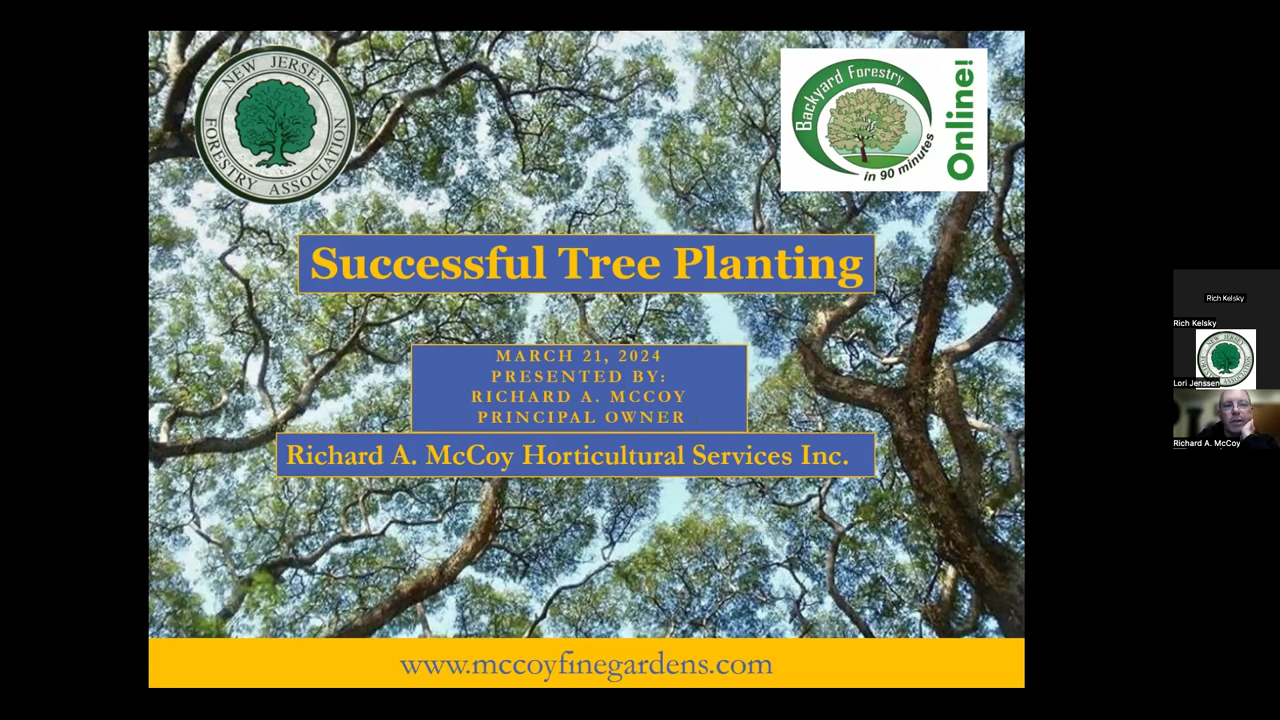 NEW JERSEY
FORESTRY ASSOCIATION
Backyard Forestry
in 90 minutes
Online!
Successful Tree Planting
MARCH 21, 2024
PRESENTED BY:
RICHARD A. MCCOY
PRINCIPAL OWNER
Richard A. McCoy Horticultural Services Inc.
www.mccoyfinegardens.com
Rich Kelsky
Rich Kelsky
NEW JERSEY
Lori Jenssen
Richard A. McCoy